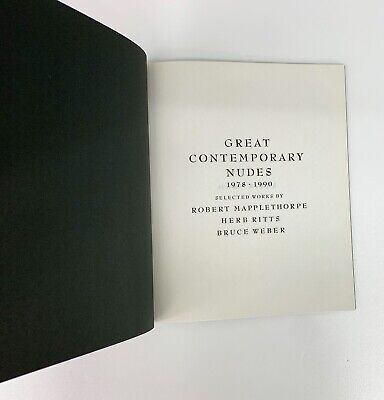 GREAT
CONTEMPORARY
NUDES
1978 - 1990
SELECTED WORKS BY
ROBERT MAPPLETHORPE
HERB RITTS
BRUCE WEBER